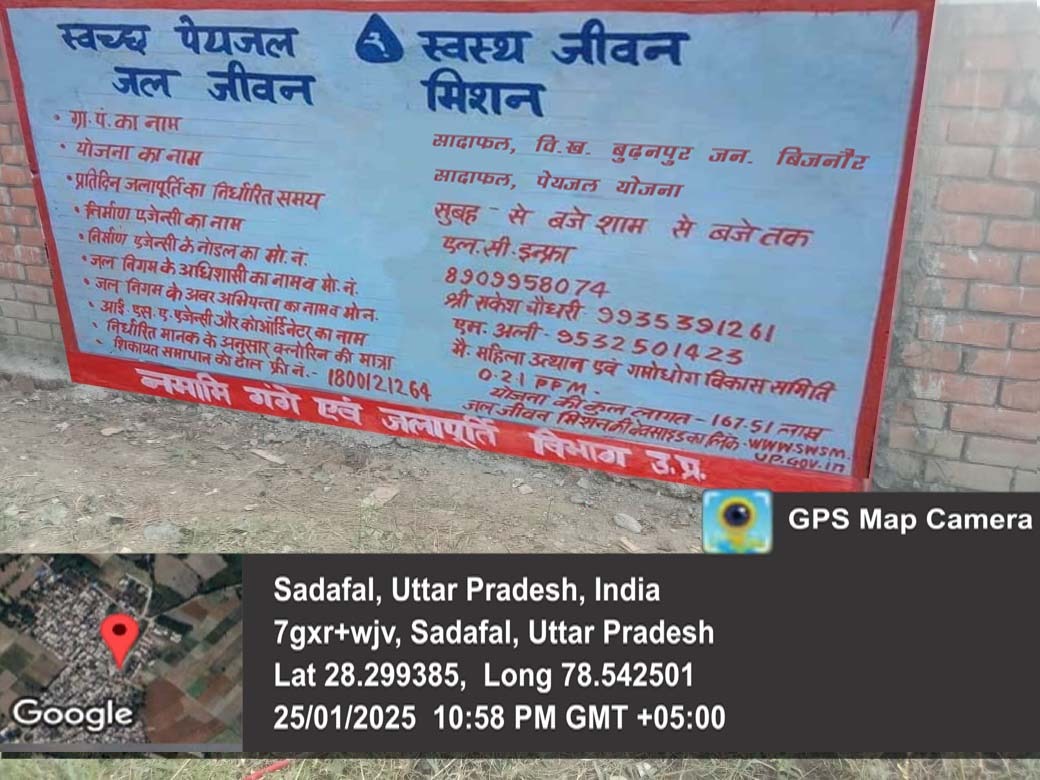 स्वच्छ पेयजल स्वस्थ जीवन
जल जीवन मिशन
• ग्रा.पं.का नाम सादाफल, वि.ख. बुढ़नपुर जन. बिजनौर
• योजना का नाम सादाफल, पेयजल योजना
• प्रतिदिन जलापूर्ति का निर्धारित समय सुबह - से बजे शाम से बजे तक
• निर्माण एजेन्सी का नाम एल.सी.इन्फ्रा
• निर्माण एजेन्सी के नोडल का मो.नं. 8909958074
• जल निगम के अधिशासी का नाम व मो.नं. श्री राकेश चौधरी - 9935391261
• जल निगम के अवर अभियन्ता का नाम व मो.न. एम. अली - 9532501423
• आई.एस.ए.एजेन्सी और कोऑर्डिनेटर का नाम मै. महिला उत्थान एवं गमोधोग विकास समिति
• निर्धारित मानक के अनुसार क्लोरिन की मात्रा 0.21 PPM.
• शिकायत समाधान का टोल फ्री नं.- 1800121264 योजना की कुल लागत - 167.51 लाख
जल जीवन मिशन की वेबसाइड का लिंक - WWW.SWSM.
UP.GOV.in
नमामि गंगे एवं जलापूर्ति विभाग उ.प्र.
GPS Map Camera
Sadafal, Uttar Pradesh, India
7gxr+wjv, Sadafal, Uttar Pradesh
Lat 28.299385, Long 78.542501
25/01/2025 10:58 PM GMT +05:00
Google